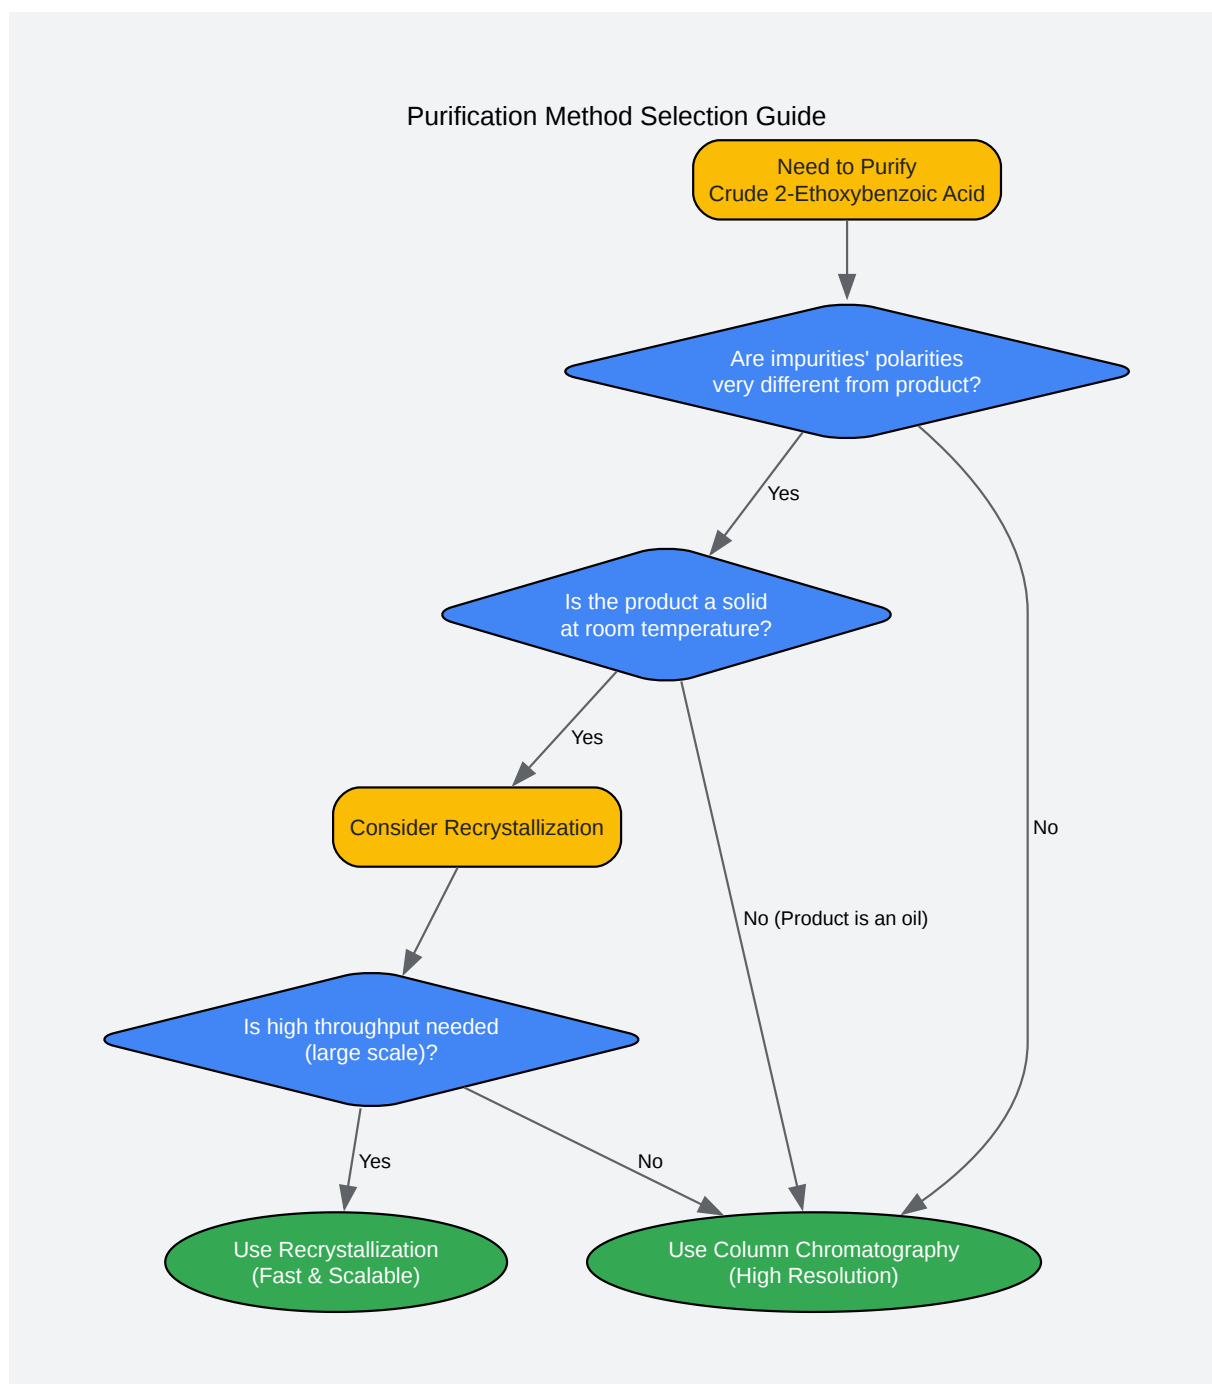 Purification Method Selection Guide
Need to Purify
Crude 2-Ethoxybenzoic Acid
Are impurities' polarities
very different from product?
Yes
Is the product a solid
at room temperature?
Yes
Consider Recrystallization
No
No (Product is an oil)
Is high throughput needed
(large scale)?
Yes
No
Use Recrystallization
(Fast & Scalable)
Use Column Chromatography
(High Resolution)